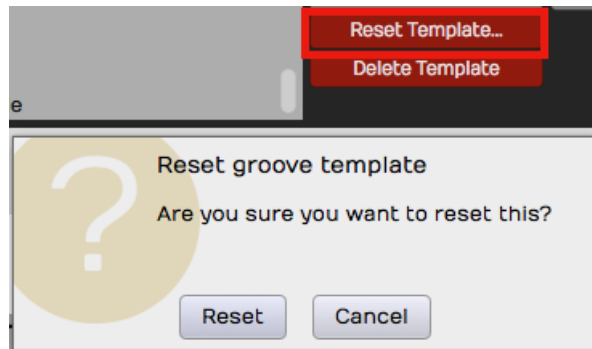 Reset Template...
Delete Template
e
Reset groove template
Are you sure you want to reset this?
?
Reset
Cancel